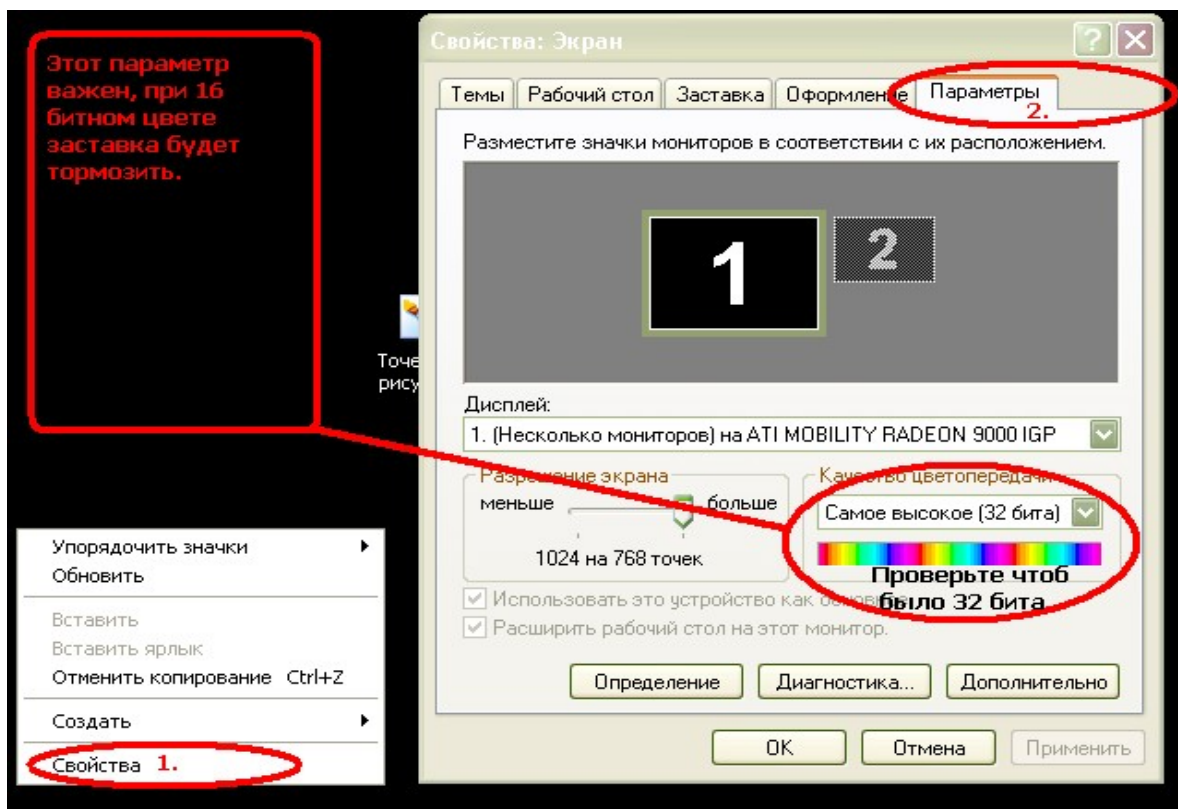 Этот параметр
важен, при 16
битном цвете
заставка будет
тормозить.
Свойства: Экран
Темы Рабочий стол Заставка Оформление Параметры
2.
Разместите значки мониторов в соответствии с их расположением.
1 2
Дисплей:
1. (Несколько мониторов) на ATI MOBILITY RADEON 9000 IGP
Разрешение экрана
меньше больше
1024 на 768 точек
Качество цветопередачи
Самое высокое (32 бита)
Проверьте чтоб
было 32 бита
Использовать это устройство как
Расширить рабочий стол на этот монитор.
Определение Диагностика... Дополнительно
OK Отмена Применить
Точе
рису
Упорядочить значки
Обновить
Вставить
Вставить ярлык
Отменить копирование Ctrl+Z
Создать
Свойства 1.